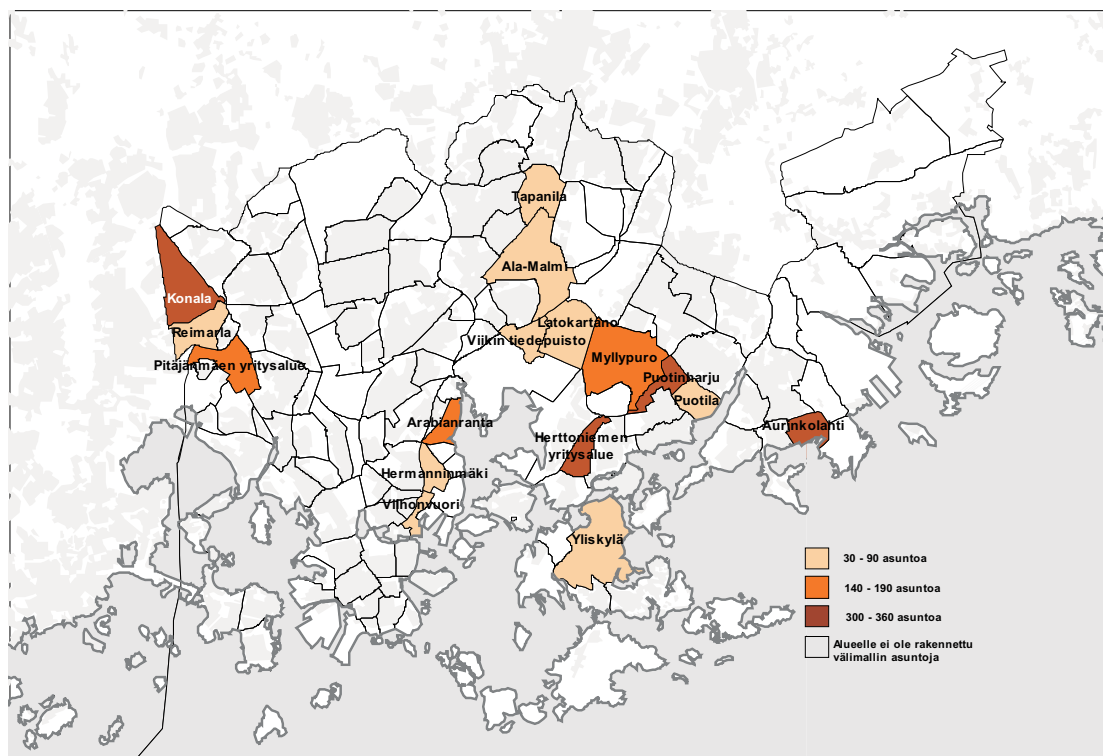 Tapanila
Ala-Malmi
Konala
Latokartano
Reimarla
Viikin tiedepuisto
Myllypuro
Pitäjänmäen yritysalue
Puotinharju
Puotila
Arabianranta
Aurinkolahti
Herttoniemen
yritysalue
Hermanninmäki
Vilhonvuori
Yliskylä
30 - 90 asuntoa
140 - 190 asuntoa
300 - 360 asuntoa
Alueelle ei ole rakennettu
välimallin asuntoja